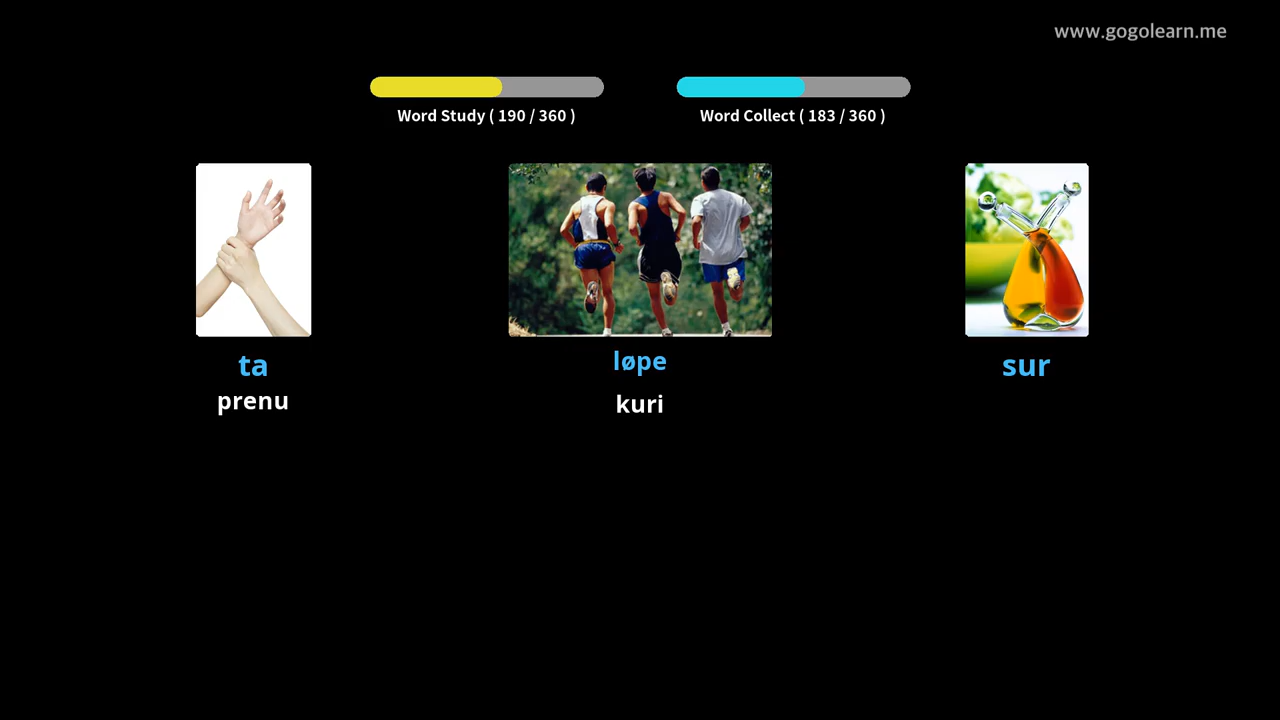 www.gogolearn.me
Word Study ( 190 / 360 )
Word Collect ( 183 / 360 )
ta
prenu
løpe
kuri
sur